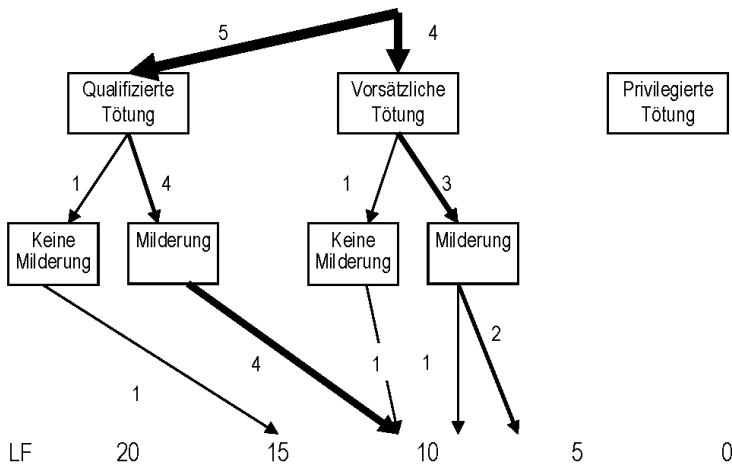 5 4
Qualifizierte
Tötung
Vorsätzliche
Tötung
Privilegierte
Tötung
1 4 1 3
Keine
Milderung
Milderung
Keine
Milderung
Milderung
1 4 1 1 2
LF 20 15 10 5 0